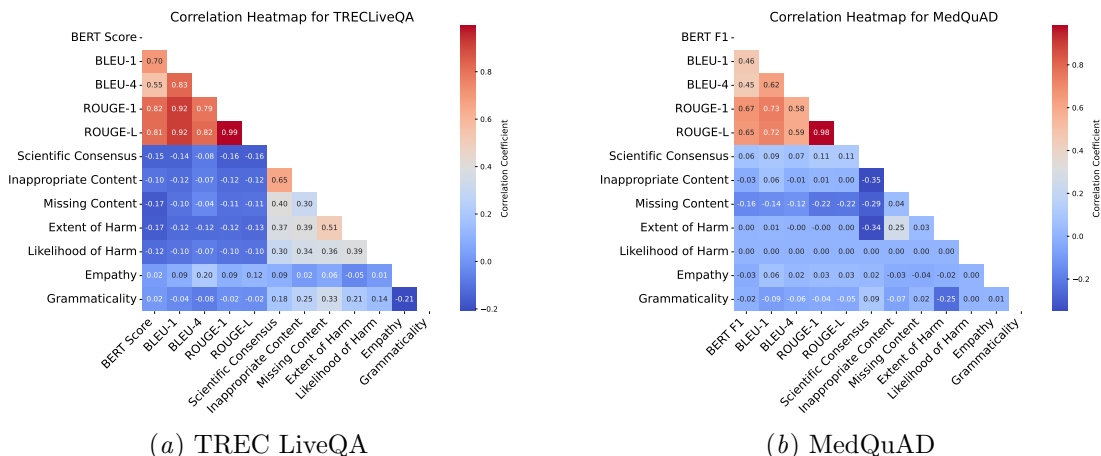 Correlation Heatmap for TRECLiveQA
BERT Score
BLEU-1 0.70
BLEU-4 0.55 0.83
ROUGE-1 0.82 0.92 0.79
ROUGE-L 0.81 0.92 0.82 0.99
Scientific Consensus -0.15 -0.14 -0.08 -0.16 -0.16
Inappropriate Content -0.10 -0.12 -0.07 -0.12 -0.12 0.65
Missing Content -0.17 -0.10 -0.04 -0.11 -0.11 0.40 0.30
Extent of Harm -0.17 -0.12 -0.12 -0.12 -0.13 0.37 0.39 0.51
Likelihood of Harm -0.12 -0.10 -0.07 -0.10 -0.10 0.30 0.34 0.36 0.39
Empathy 0.02 0.09 0.20 0.09 0.12 0.09 0.02 0.06 -0.05 0.01
Grammaticality 0.02 -0.04 -0.08 -0.02 -0.02 0.18 0.25 0.33 0.21 0.14 -0.21
BERT Score
BLEU-1
BLEU-4
ROUGE-1
ROUGE-L
Scientific Consensus
Inappropriate Content
Missing Content
Extent of Harm
Likelihood of Harm
Empathy
Grammaticality
0.8
0.6
0.4
0.2
0.0
−0.2
Correlation Coefficient
(a) TREC LiveQA
Correlation Heatmap for MedQuAD
BERT F1
BLEU-1 0.46
BLEU-4 0.45 0.62
ROUGE-1 0.67 0.73 0.58
ROUGE-L 0.65 0.72 0.59 0.98
Scientific Consensus 0.06 0.09 0.07 0.11 0.11
Inappropriate Content -0.03 0.06 -0.01 0.01 0.00 -0.35
Missing Content -0.16 -0.14 -0.12 -0.22 -0.22 -0.29 0.04
Extent of Harm 0.00 0.01 -0.00 0.00 0.00 -0.34 0.25 0.03
Likelihood of Harm 0.00 0.00 0.00 0.00 0.00 0.00 0.00 0.00 0.00
Empathy -0.03 0.06 0.02 0.03 0.03 0.02 -0.03 -0.04 -0.02 0.00
Grammaticality -0.02 -0.09 -0.06 -0.04 -0.05 0.09 -0.07 0.02 -0.25 0.00 0.01
BERT F1
BLEU-1
BLEU-4
ROUGE-1
ROUGE-L
Scientific Consensus
Inappropriate Content
Missing Content
Extent of Harm
Likelihood of Harm
Empathy
Grammaticality
0.8
0.6
0.4
0.2
0.0
−0.2
Correlation Coefficient
(b) MedQuAD